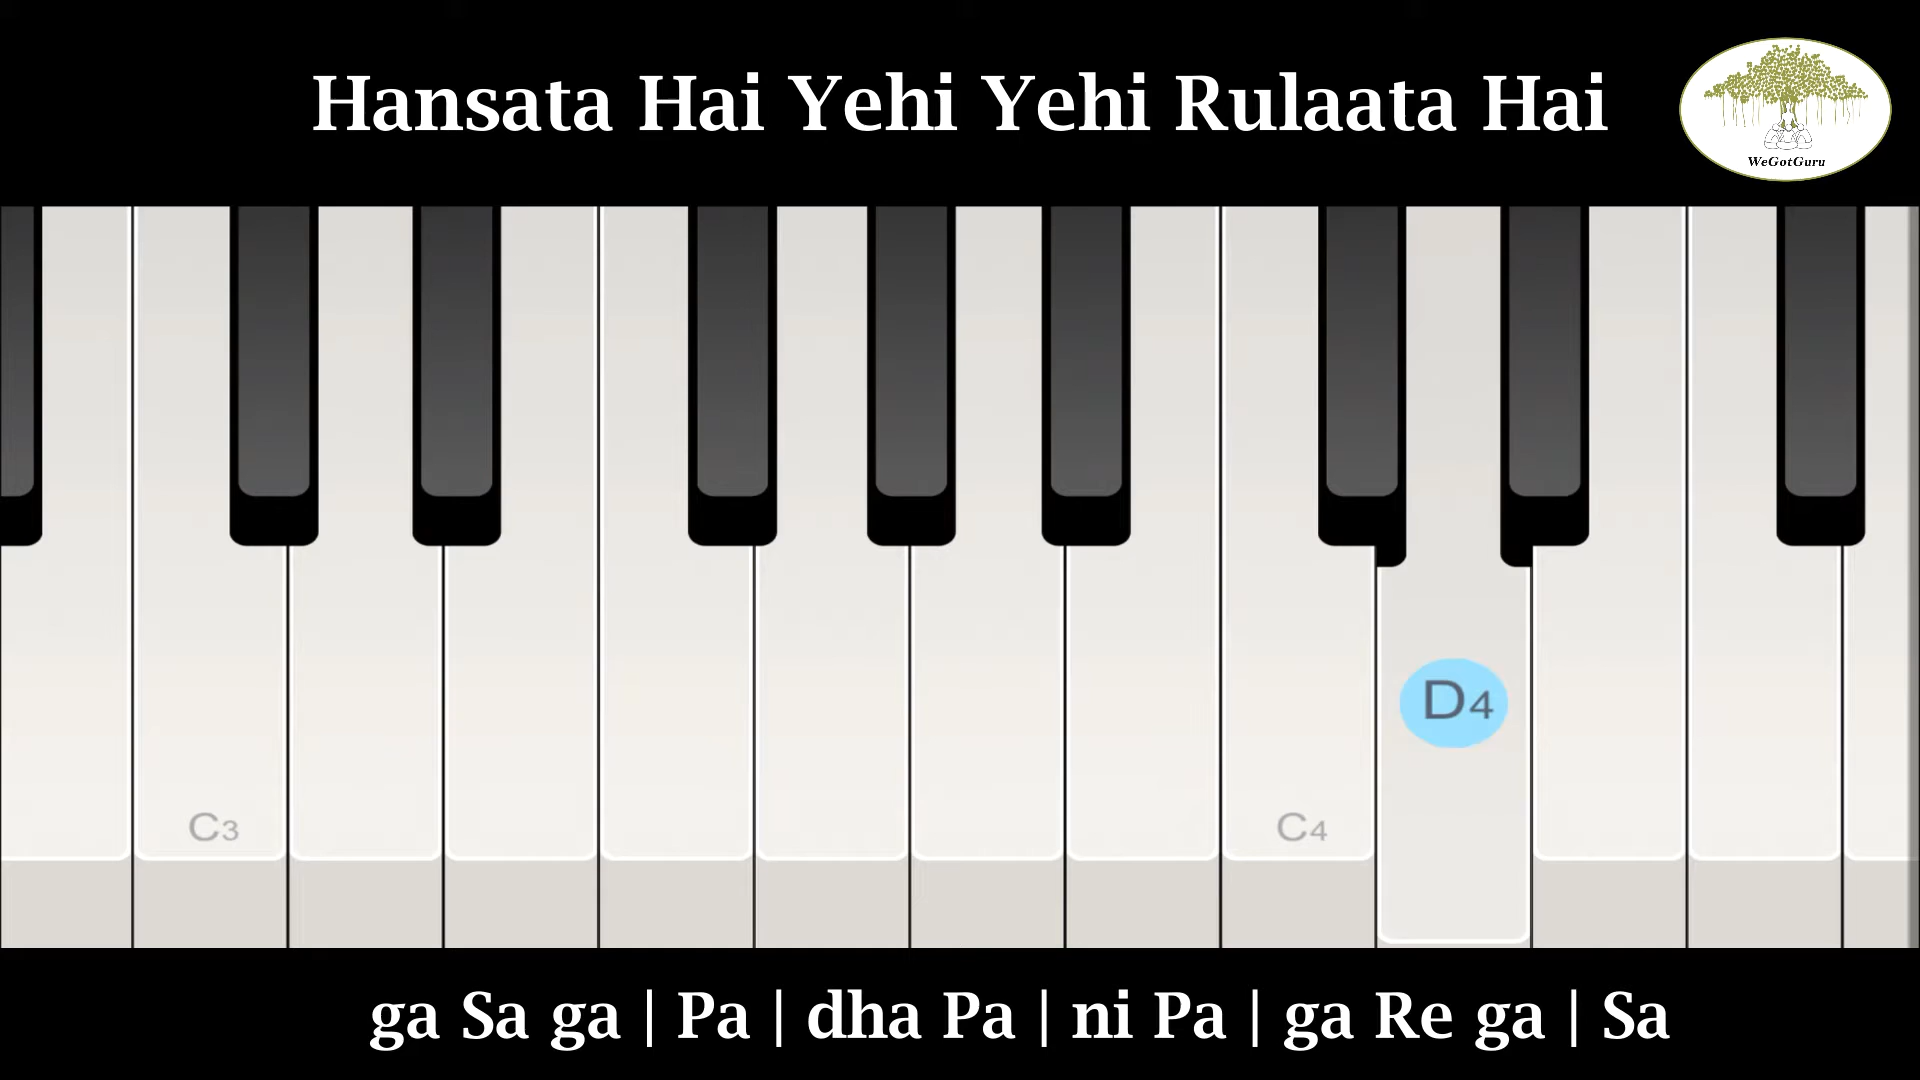 Hansata Hai Yehi Yehi Rulaata Hai
WeGotGuru
D4
C3
C4
ga Sa ga | Pa | dha Pa | ni Pa | ga Re ga | Sa